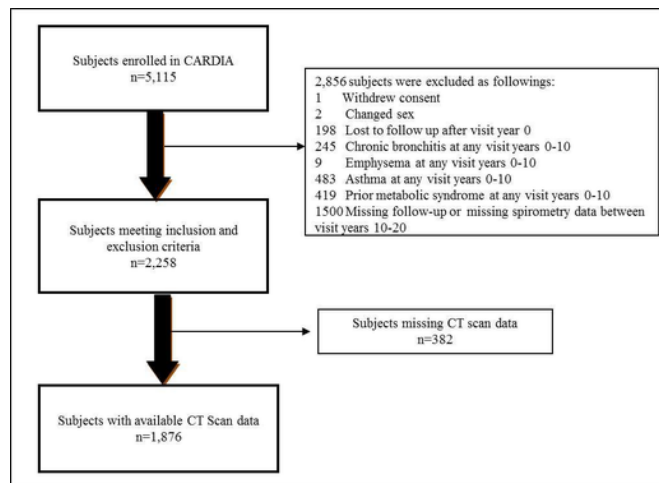 Subjects enrolled in CARDIA
n=5,115
2,856 subjects were excluded as followings:
1 Withdrew consent
2 Changed sex
198 Lost to follow up after visit year 0
245 Chronic bronchitis at any visit years 0-10
9 Emphysema at any visit years 0-10
483 Asthma at any visit years 0-10
419 Prior metabolic syndrome at any visit years 0-10
1500 Missing follow-up or missing spirometry data between
visit years 10-20
Subjects meeting inclusion and
exclusion criteria
n=2,258
Subjects missing CT scan data
n=382
Subjects with available CT Scan data
n=1,876